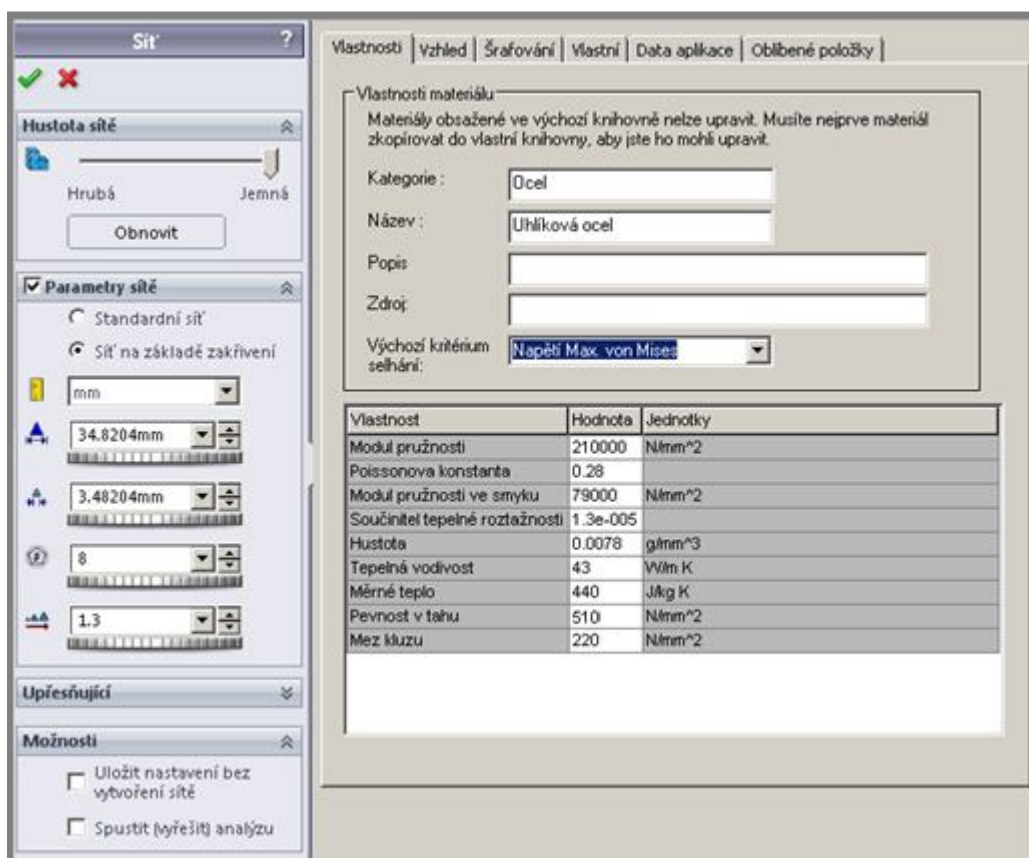 Síť ?
Hustota sítě
Hrubá Jemná
Obnovit
Parametry sítě
Standardní síť
Síť na základě zakřivení
mm
34.8204mm
3.48204mm
8
1.3
Upřesňující
Možnosti
Uložit nastavení bez
vytvoření sítě
Spustit (vyřešit) analýzu
Vlastnosti Vzhled Šrafování Vlastní Data aplikace Oblíbené položky
Vlastnosti materiálu
Materiály obsažené ve výchozí knihovně nelze upravit. Musíte nejprve materiál
zkopírovat do vlastní knihovny, aby jste ho mohli upravit.
Kategorie : Ocel
Název : Uhlíková ocel
Popis
Zdroj:
Výchozí kritérium
selhání: Napětí Max. von Mises
Vlastnost Hodnota Jednotky
Modul pružnosti 210000 N/mm^2
Poissonova konstanta 0.28
Modul pružnosti ve smyku 79000 N/mm^2
Součinitel tepelné roztažnosti 1.3e-005
Hustota 0.0078 g/mm^3
Tepelná vodivost 43 W/m K
Měrné teplo 440 J/kg K
Pevnost v tahu 510 N/mm^2
Mez kluzu 220 N/mm^2